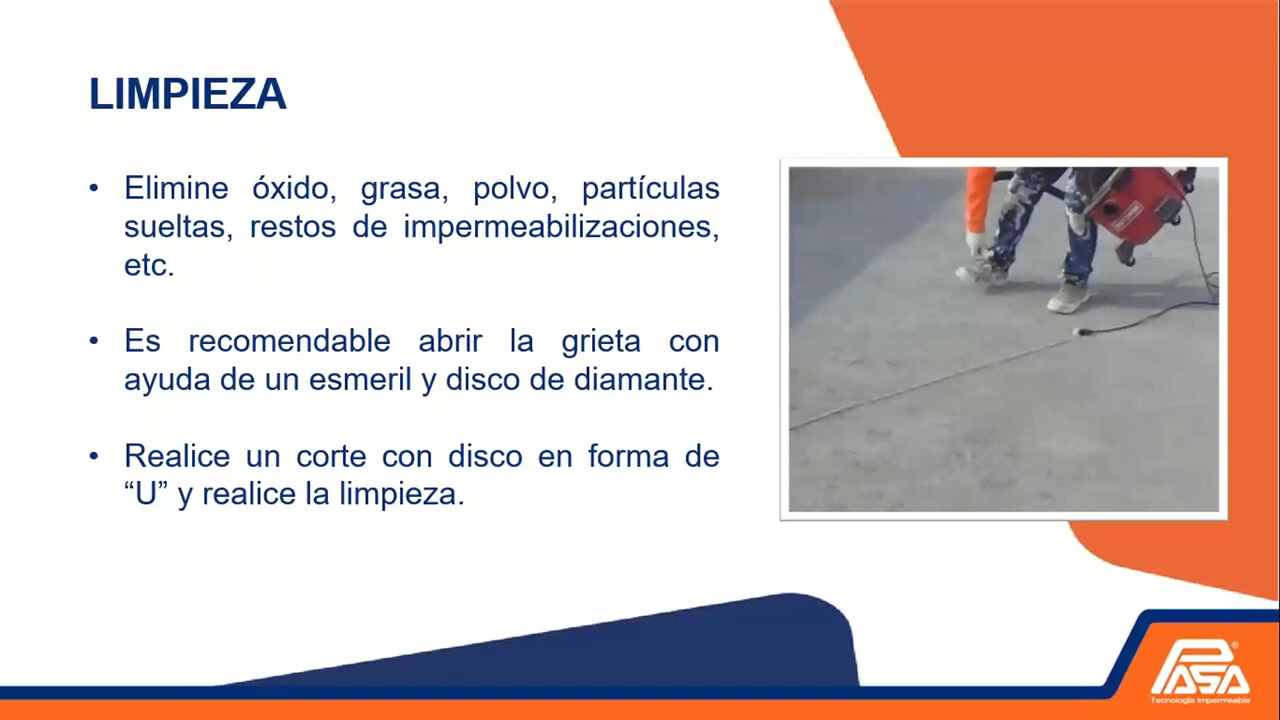 LIMPIEZA
• Elimine óxido, grasa, polvo, partículas
sueltas, restos de impermeabilizaciones,
etc.
• Es recomendable abrir la grieta con
ayuda de un esmeril y disco de diamante.
• Realice un corte con disco en forma de
“U” y realice la limpieza.
PASA®
Tecnología Impermeable